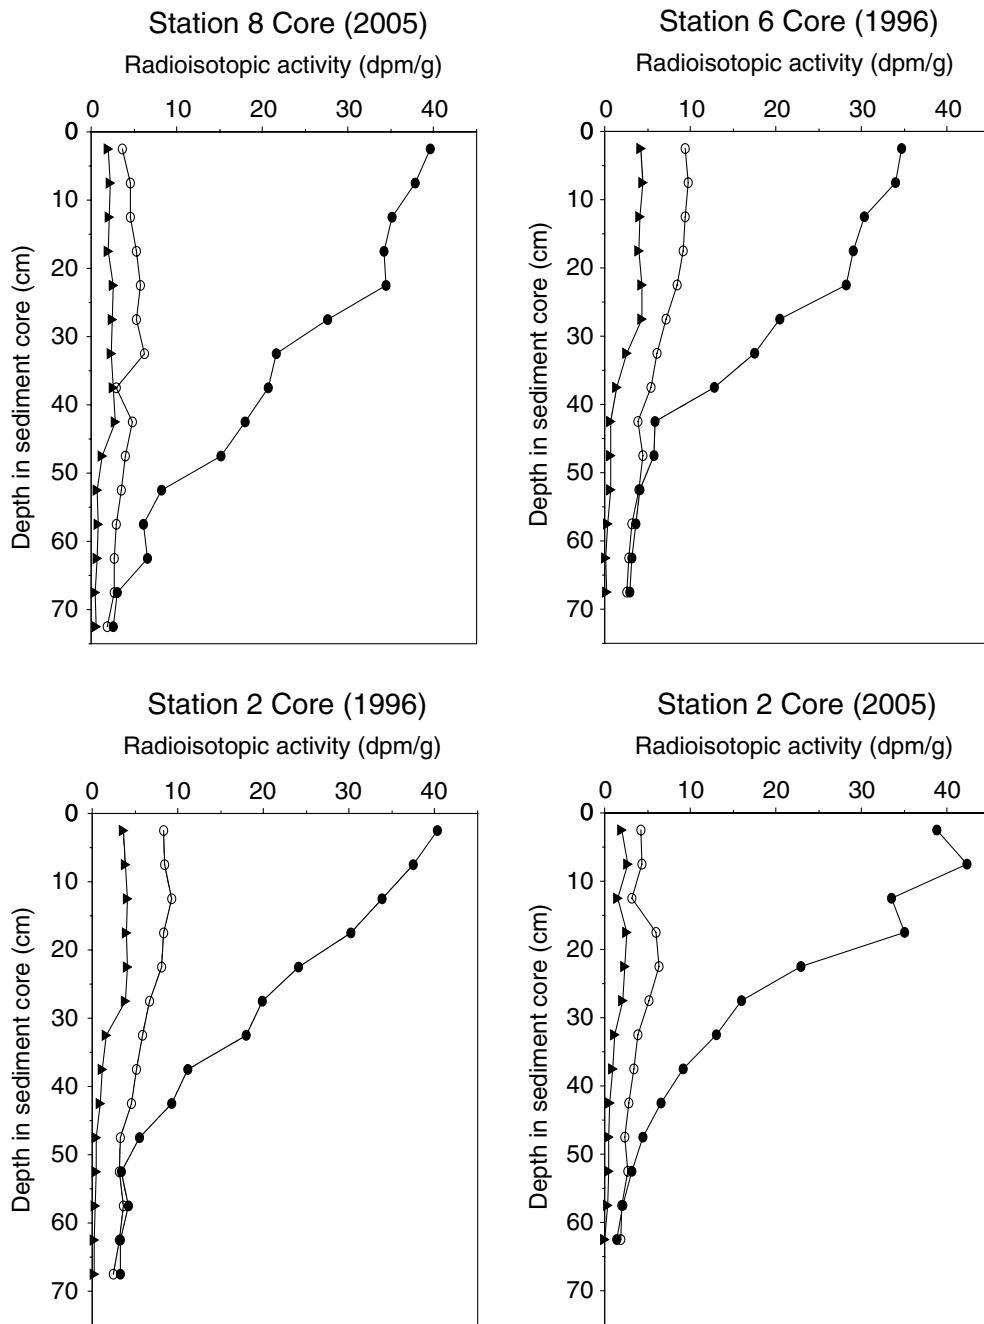 Station 8 Core (2005)
Radioisotopic activity (dpm/g)
0 10 20 30 40
0
10
20
30
40
50
60
70
Depth in sediment core (cm)
Station 6 Core (1996)
Radioisotopic activity (dpm/g)
0 10 20 30 40
0
10
20
30
40
50
60
70
Depth in sediment core (cm)
Station 2 Core (1996)
Radioisotopic activity (dpm/g)
0 10 20 30 40
0
10
20
30
40
50
60
70
Depth in sediment core (cm)
Station 2 Core (2005)
Radioisotopic activity (dpm/g)
0 10 20 30 40
0
10
20
30
40
50
60
70
Depth in sediment core (cm)